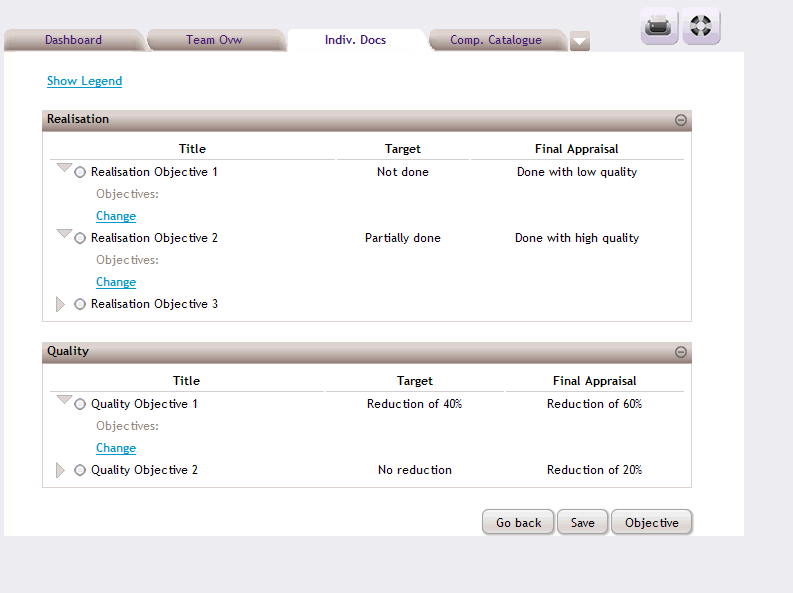 Dashboard Team Ovw Indiv. Docs Comp. Catalogue
Show Legend
Realisation
Title Target Final Appraisal
Realisation Objective 1 Not done Done with low quality
Objectives:
Change
Realisation Objective 2 Partially done Done with high quality
Objectives:
Change
Realisation Objective 3
Quality
Title Target Final Appraisal
Quality Objective 1 Reduction of 40% Reduction of 60%
Objectives:
Change
Quality Objective 2 No reduction Reduction of 20%
Go back Save Objective